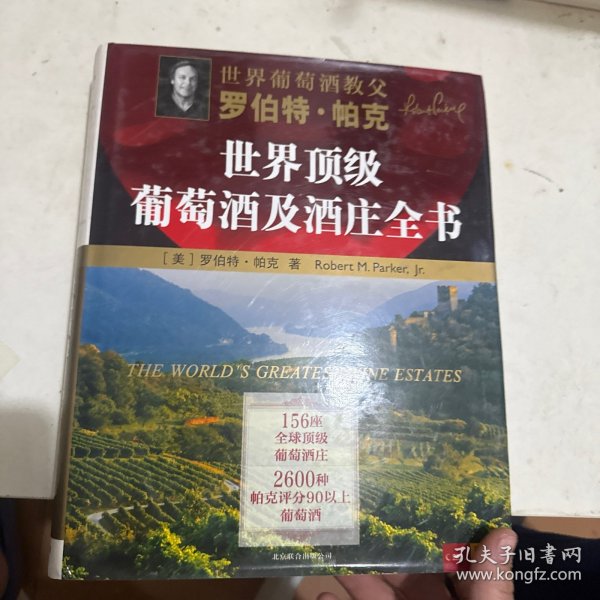 世界葡萄酒教父
罗伯特·帕克
世界顶级
葡萄酒及酒庄全书
［美］罗伯特·帕克 著 Robert M. Parker, Jr.
THE WORLD'S GREATEST WINE ESTATES
156座
全球顶级
葡萄酒庄
2600种
帕克评分90以上
葡萄酒
北京联合出版公司
孔夫子旧书网
www.kongfz.com